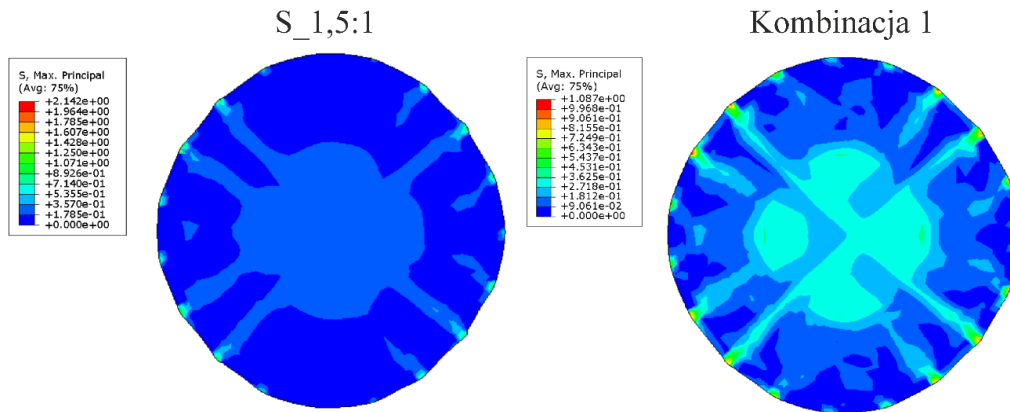 S_1,5:1
Kombinacja 1
S, Max. Principal
(Avg: 75%)
+2.142e+00
+1.964e+00
+1.785e+00
+1.607e+00
+1.428e+00
+1.250e+00
+1.071e+00
+8.926e-01
+7.140e-01
+5.355e-01
+3.570e-01
+1.785e-01
+0.000e+00
S, Max. Principal
(Avg: 75%)
+1.087e+00
+9.968e-01
+9.061e-01
+8.155e-01
+7.249e-01
+6.343e-01
+5.437e-01
+4.531e-01
+3.625e-01
+2.718e-01
+1.812e-01
+9.061e-02
+0.000e+00